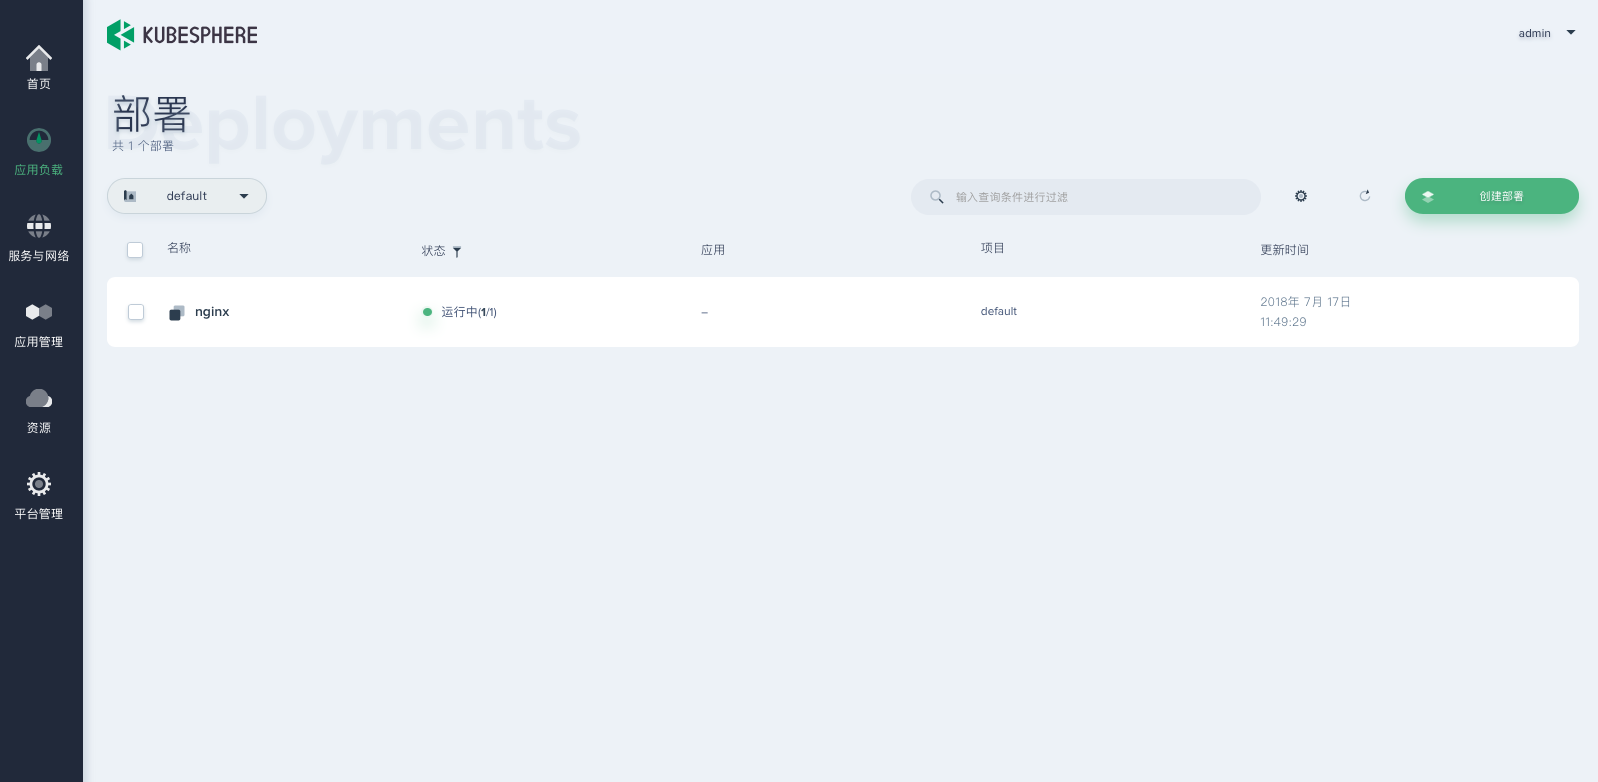 KUBESPHERE
admin
首页
应用负载
服务与网络
应用管理
资源
平台管理
Deployments
部署
共 1 个部署
default
输入查询条件进行过滤
创建部署
名称
状态
应用
项目
更新时间
nginx
运行中(1/1)
–
default
2018年 7月 17日
11:49:29